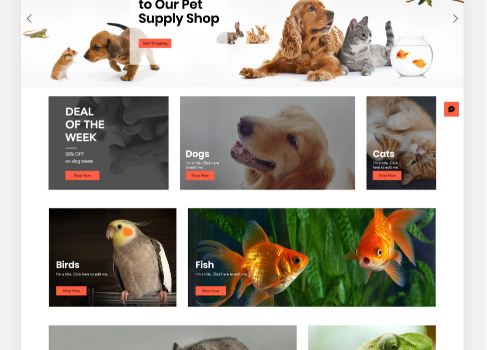 to Our Pet
Supply Shop
Start Shopping
DEAL
OF THE
WEEK
50% OFF
on dog treats
Shop Now
Dogs
I'm a title. Click here
to edit me.
Shop Now
Cats
I'm a title. Click
here to edit me.
Shop Now
Birds
I'm a title. Click here to edit me.
Shop Now
Fish
I'm a title. Click here to edit me.
Shop Now